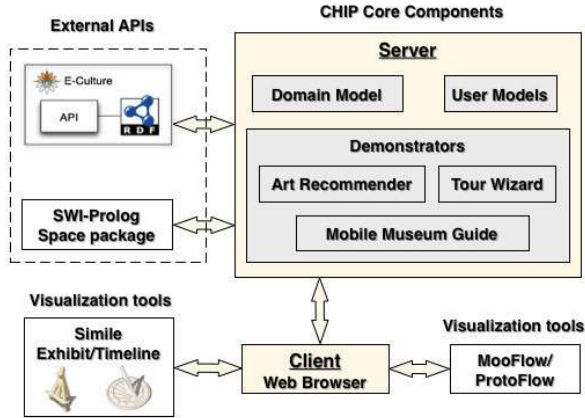 External APIs
CHIP Core Components
E-Culture
API
RDF
SWI-Prolog
Space package
Server
Domain Model
User Models
Demonstrators
Art Recommender
Tour Wizard
Mobile Museum Guide
Visualization tools
Simile
Exhibit/Timeline
Client
Web Browser
Visualization tools
MooFlow/
ProtoFlow